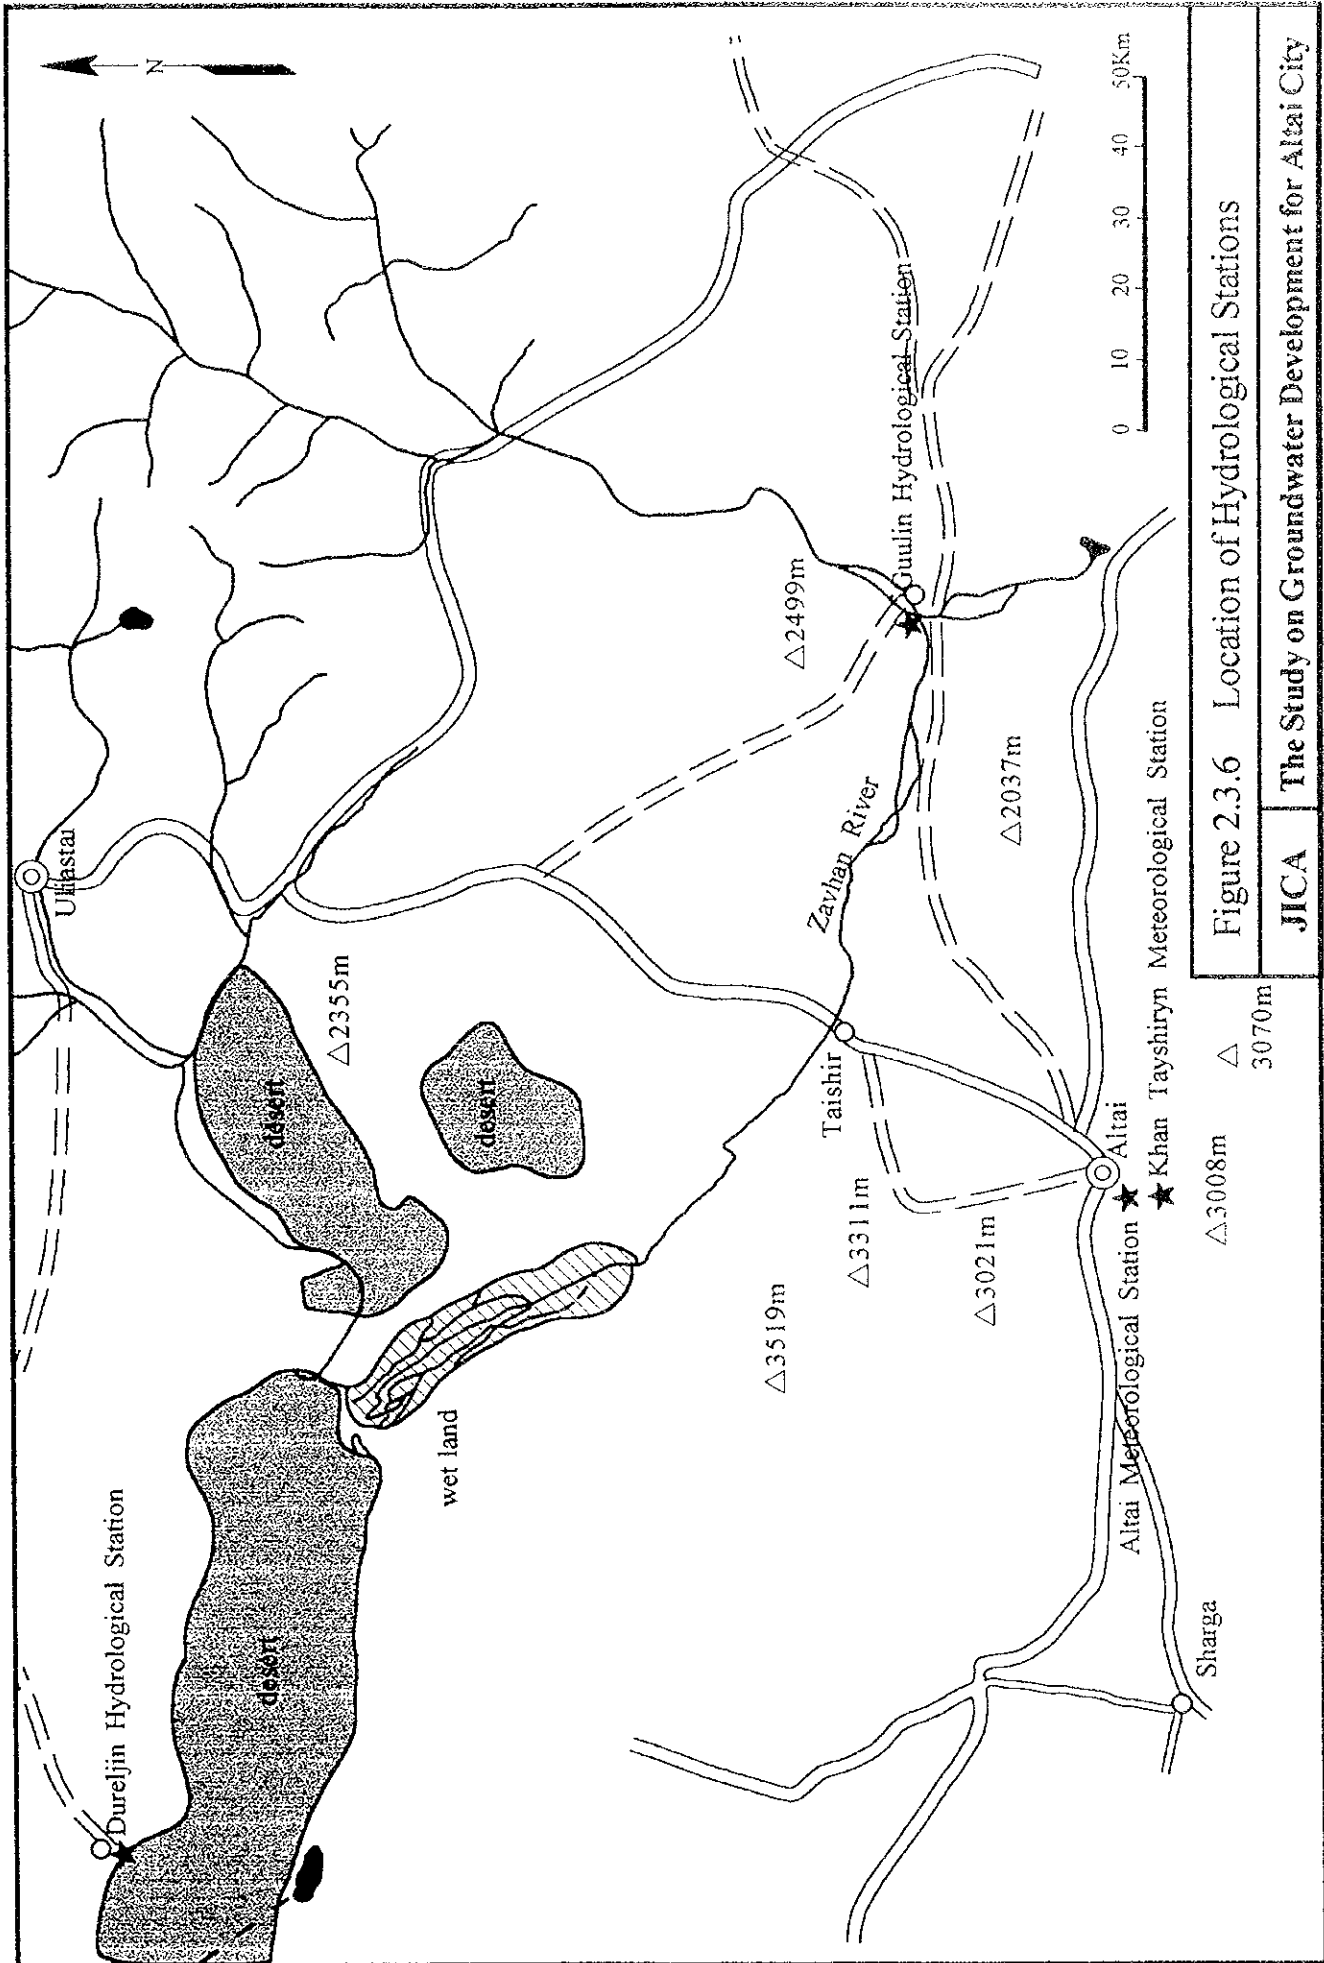 N
Uliastai
Dureljin Hydrological Station
desert
desert
△2355m
desert
wet land
△2499m
Guulin Hydrological Station
Zavhan River
Taishir
△3519m
△3311m
△3021m
△2037m
Altai
Altai Meteorological Station
Khan Tayshiryn Meteorological Station
△3008m
△
3070m
Sharga
0 10 20 30 40 50Km
Figure 2.3.6 Location of Hydrological Stations
JICA The Study on Groundwater Development for Altai City